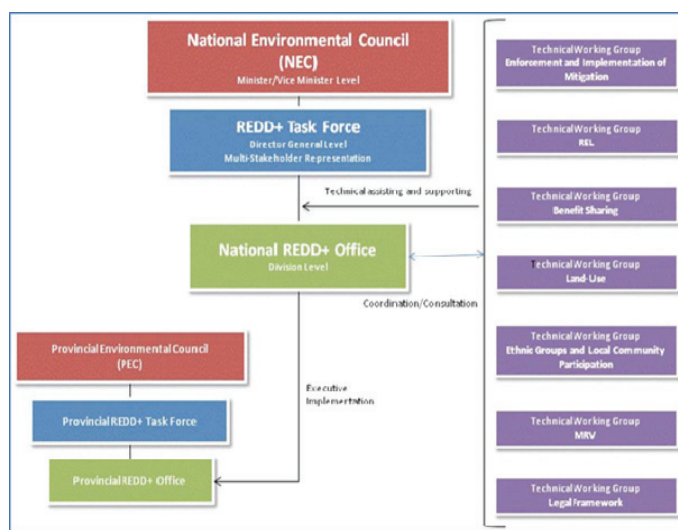 National Environmental Council
(NEC)
Minister/Vice Minister Level
REDD+ Task Force
Director General Level
Multi-Stakeholder Representation
Technical assisting and supporting
National REDD+ Office
Division Level
Coordination/Consultation
Provincial Environmental Council
(PEC)
Provincial REDD+ Task Force
Provincial REDD+ Office
Executive
Implementation
Technical Working Group
Enforcement and Implementation of
Mitigation
Technical Working Group
REL
Technical Working Group
Benefit Sharing
Technical Working Group
Land-Use
Technical Working Group
Ethnic Groups and Local Community
Participation
Technical Working Group
MRV
Technical Working Group
Legal Framework